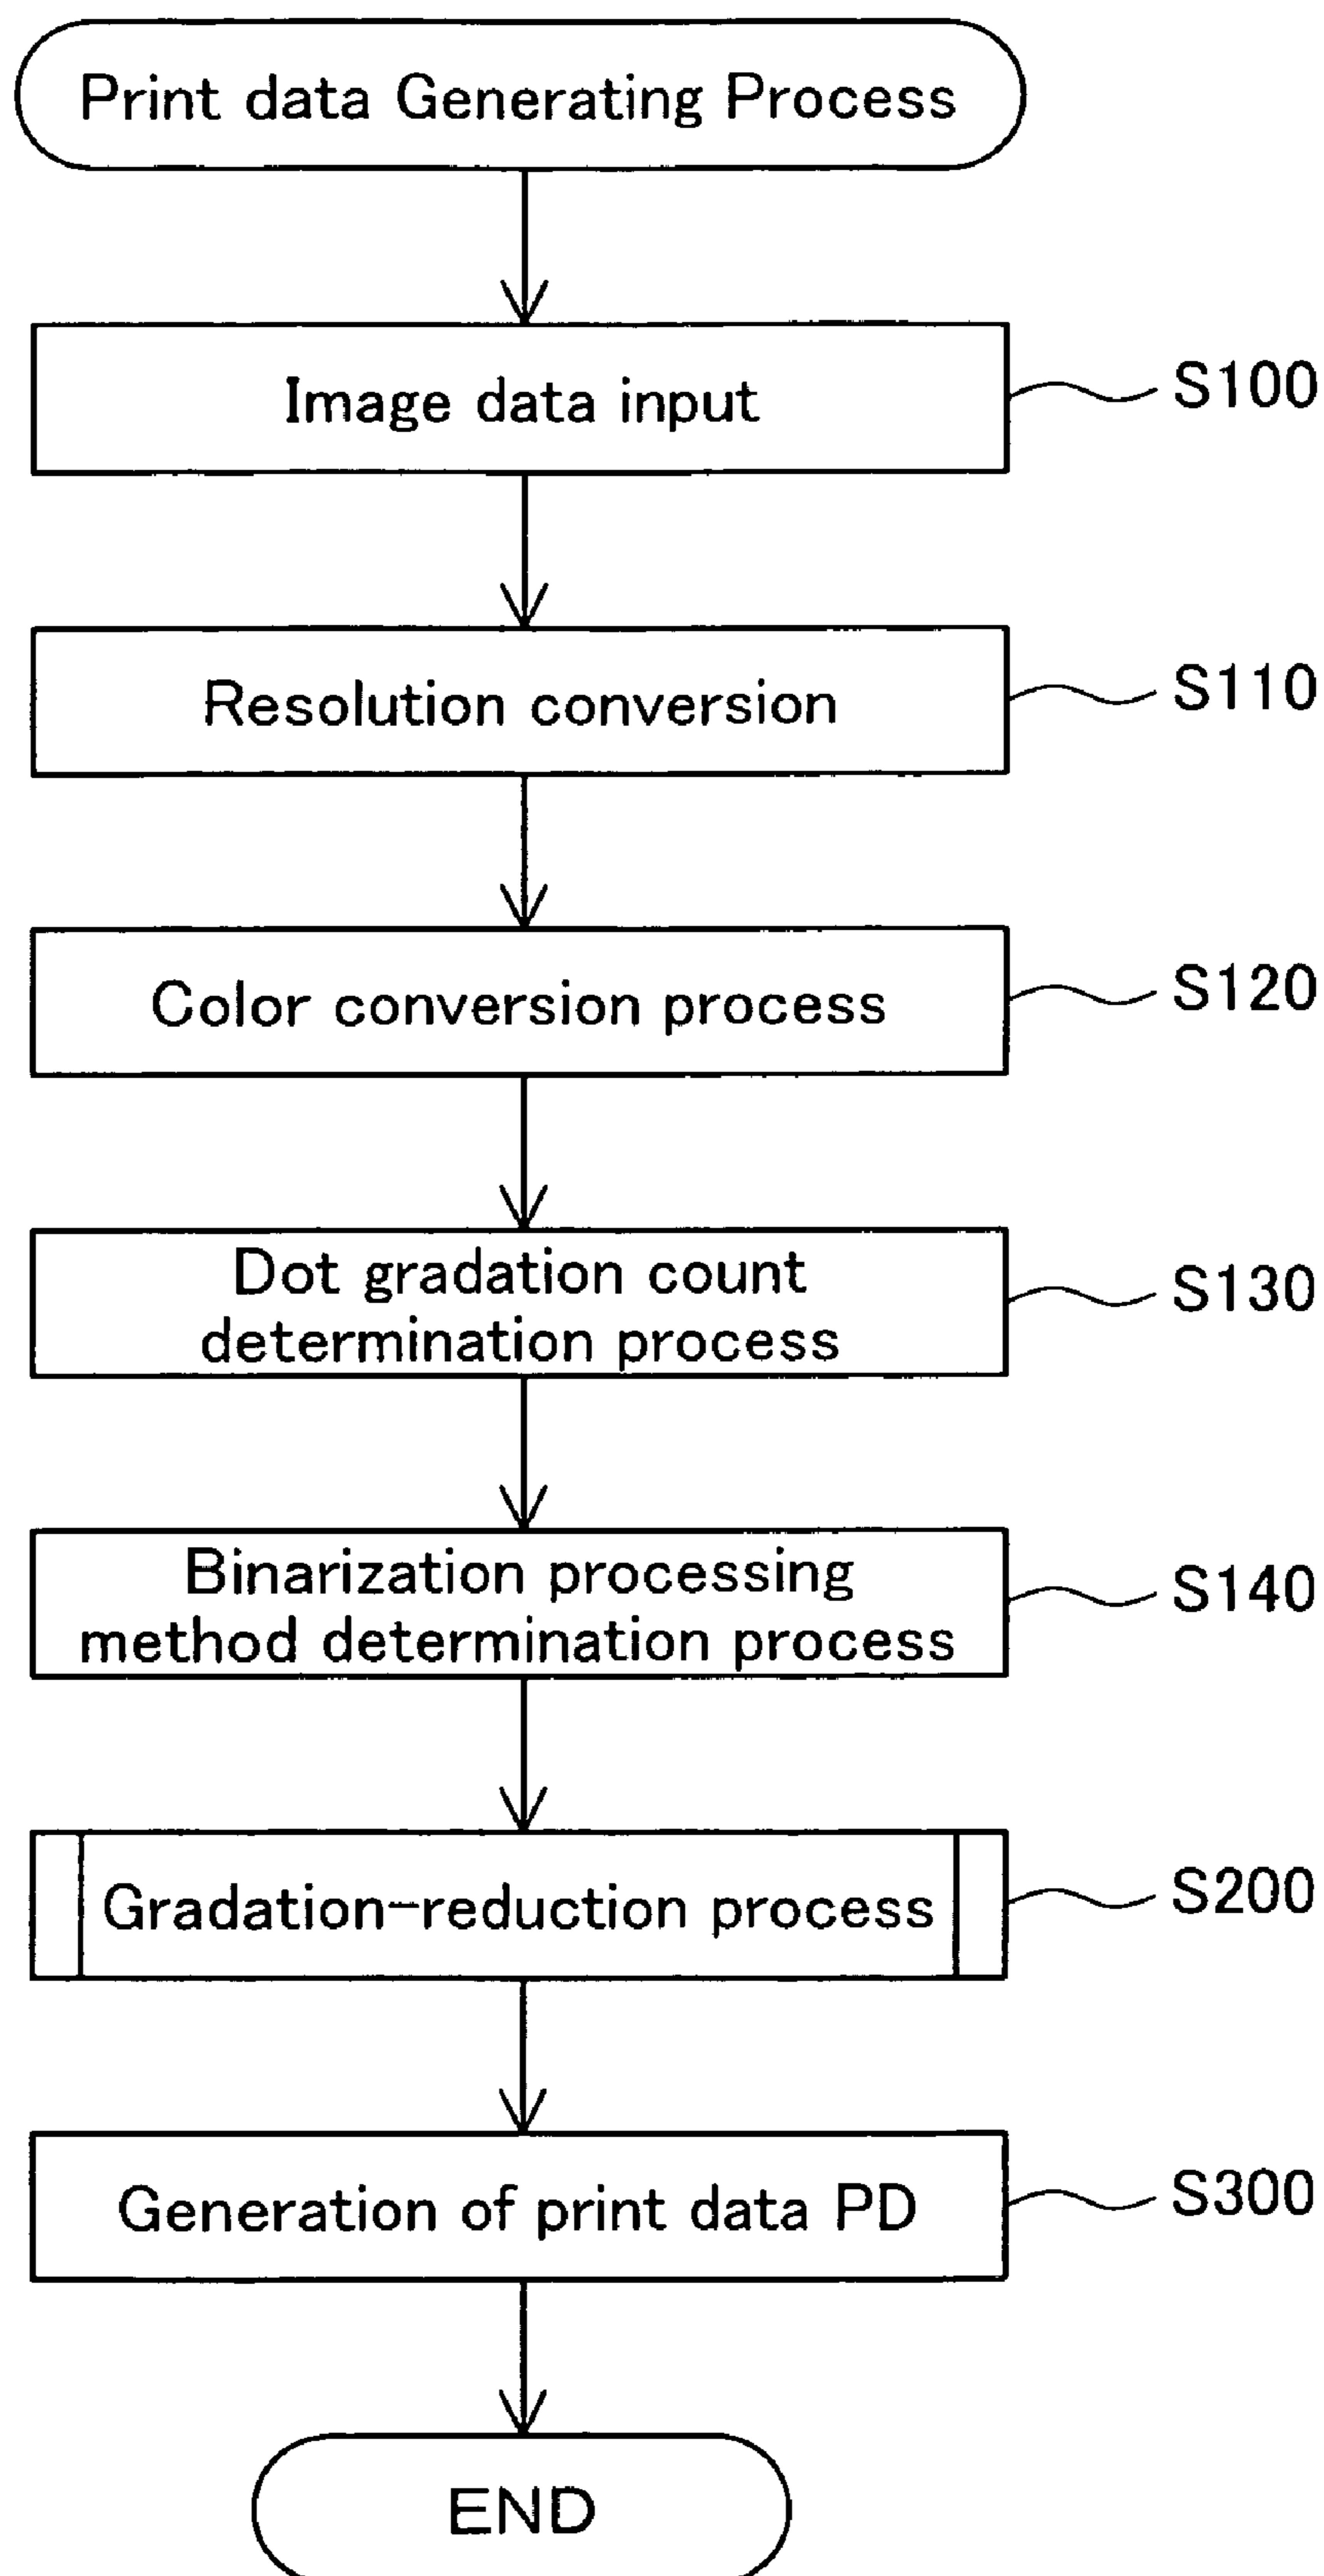 Print data Generating Process
Image data input
S100
Resolution conversion
S110
Color conversion process
S120
Dot gradation count
determination process
S130
Binarization processing
method determination process
S140
Gradation-reduction process
S200
Generation of print data PD
S300
END